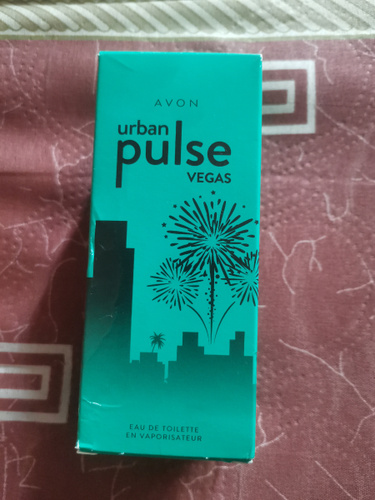 AVON
urban
pulse
VEGAS
EAU DE TOILETTE
EN VAPORISATEUR